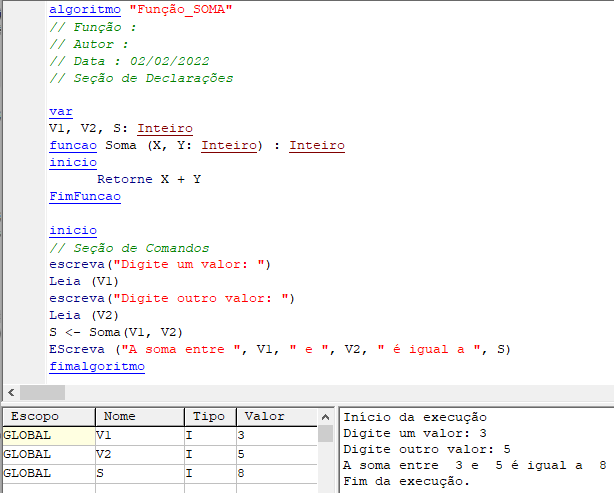 algoritmo "Função_SOMA"
// Função :
// Autor :
// Data : 02/02/2022
// Seção de Declarações
var
V1, V2, S: Inteiro
funcao Soma (X, Y: Inteiro) : Inteiro
inicio
Retorne X + Y
FimFuncao
inicio
// Seção de Comandos
escreva("Digite um valor: ")
Leia (V1)
escreva("Digite outro valor: ")
Leia (V2)
S <- Soma(V1, V2)
EScreva ("A soma entre ", V1, " e ", V2, " é igual a ", S)
fimalgoritmo
Escopo Nome Tipo Valor
GLOBAL V1 I 3
GLOBAL V2 I 5
GLOBAL S I 8
Início da execução
Digite um valor: 3
Digite outro valor: 5
A soma entre  3 e  5 é igual a  8
Fim da execução.